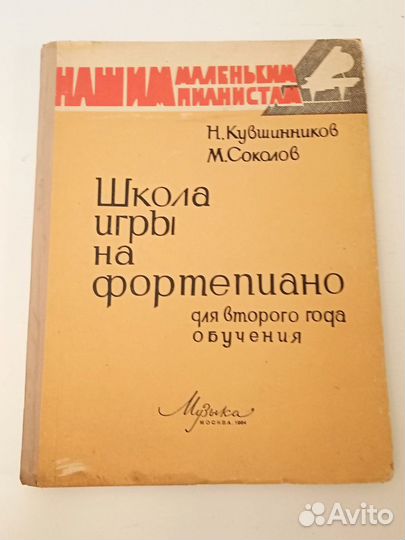 НАШИМ МАЛЕНЬКИМ ПИАНИСТАМ
Н. Кувшинников
М. Соколов
Школа
игры
на
фортепиано
для второго года
обучения
Музыка
МОСКВА, 1964
Avito